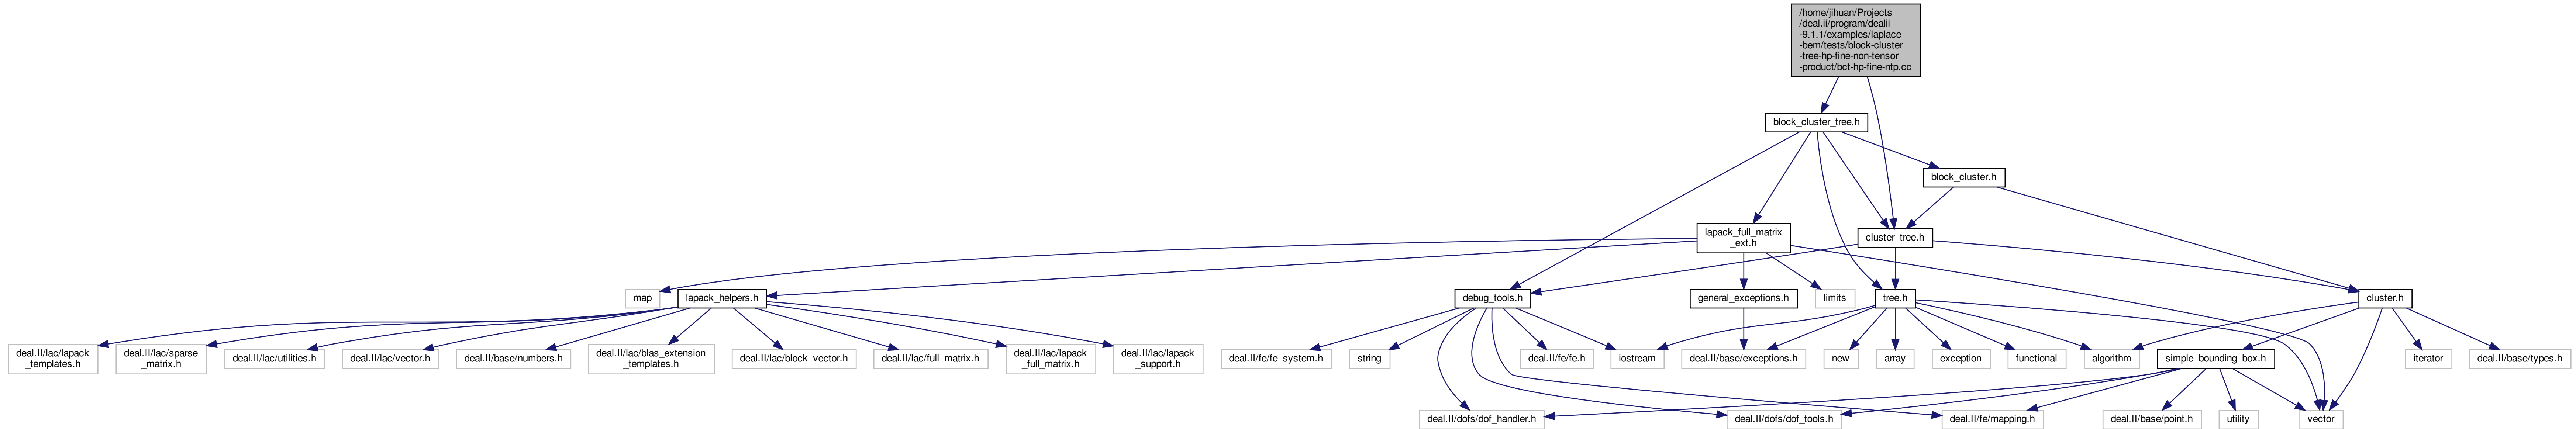 /home/jihuan/Projects
/deal.ii/program/dealii
-9.1.1/examples/laplace
-bem/tests/block-cluster
-tree-hp-fine-non-tensor
-product/bct-hp-fine-ntp.cc
block_cluster_tree.h
block_cluster.h
lapack_full_matrix
_ext.h
cluster_tree.h
map
lapack_helpers.h
debug_tools.h
general_exceptions.h
limits
tree.h
cluster.h
deal.II/lac/lapack
_templates.h
deal.II/lac/sparse
_matrix.h
deal.II/lac/utilities.h
deal.II/lac/vector.h
deal.II/base/numbers.h
deal.II/lac/blas_extension
_templates.h
deal.II/lac/block_vector.h
deal.II/lac/full_matrix.h
deal.II/lac/lapack
_full_matrix.h
deal.II/lac/lapack
_support.h
deal.II/fe/fe_system.h
string
deal.II/fe/fe.h
iostream
deal.II/base/exceptions.h
new
array
exception
functional
algorithm
simple_bounding_box.h
iterator
deal.II/base/types.h
deal.II/dofs/dof_handler.h
deal.II/dofs/dof_tools.h
deal.II/fe/mapping.h
deal.II/base/point.h
utility
vector